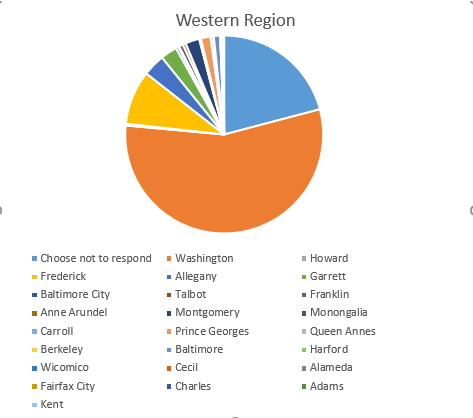 Western Region
Choose not to respond Washington Howard
Frederick Allegany Garrett
Baltimore City Talbot Franklin
Anne Arundel Montgomery Monongalia
Carroll Prince Georges Queen Annes
Berkeley Baltimore Harford
Wicomico Cecil Alameda
Fairfax City Charles Adams
Kent